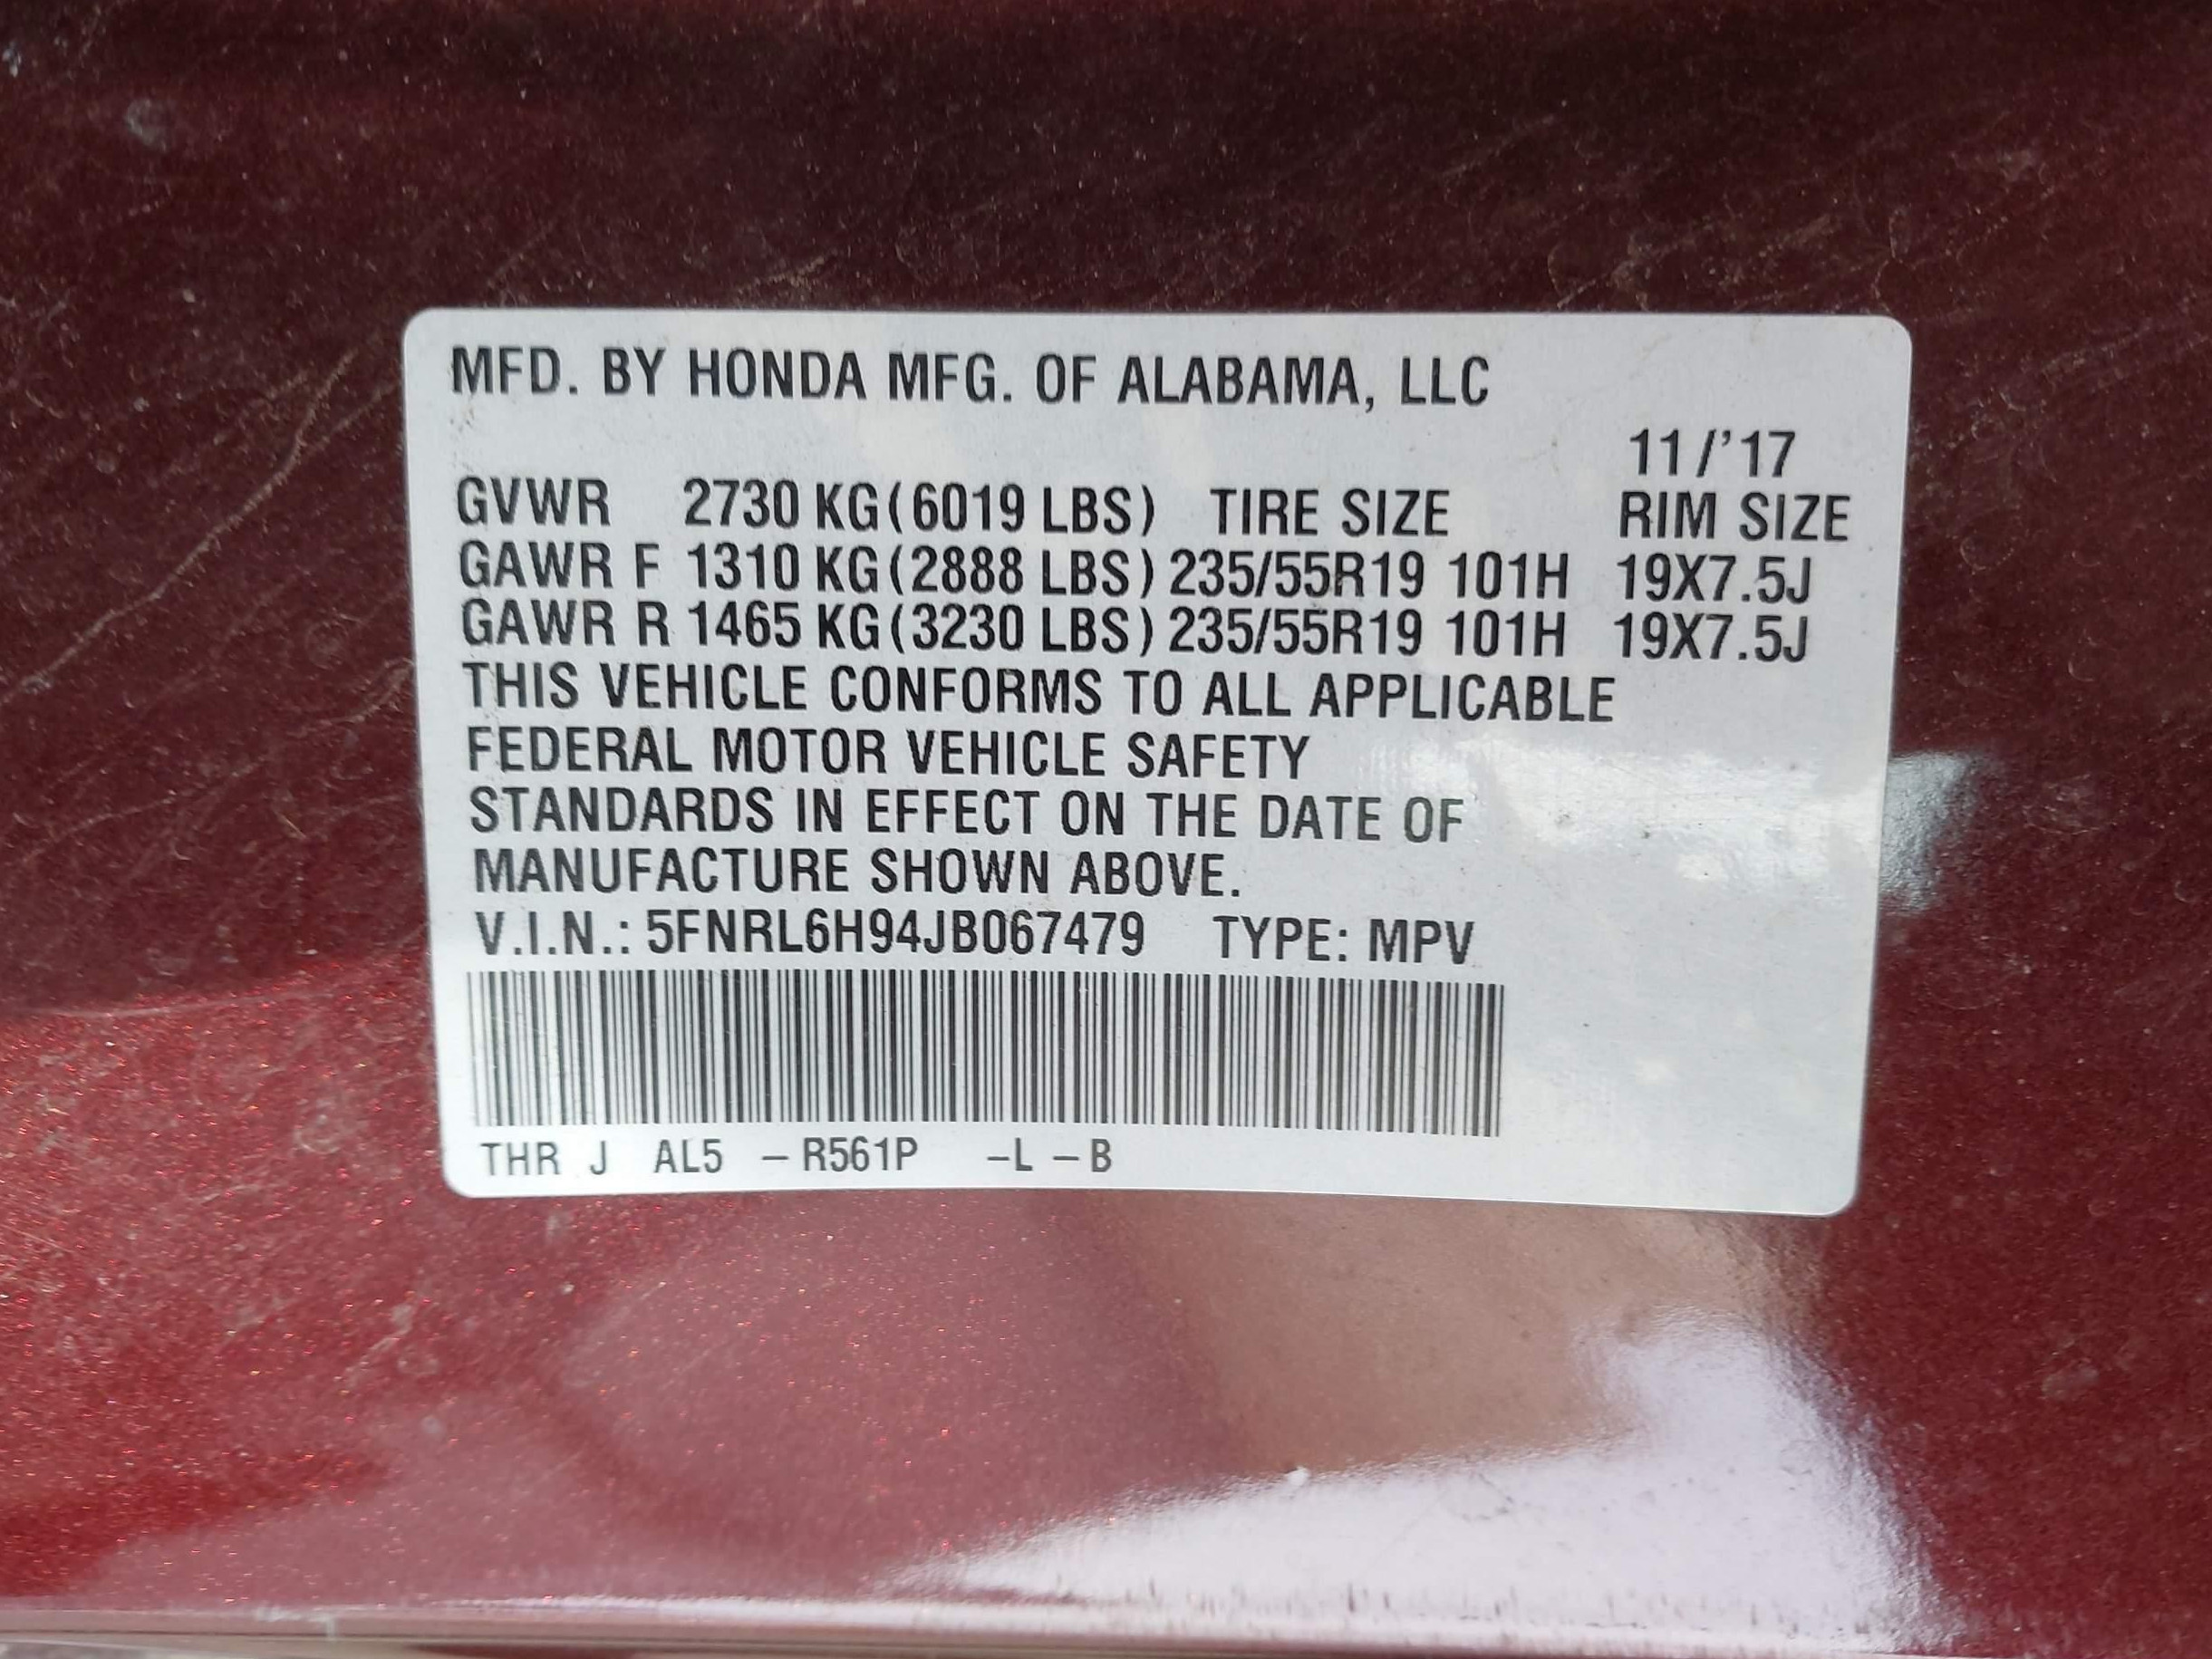 MFD. BY HONDA MFG. OF ALABAMA, LLC
11/'17
GVWR 2730 KG(6019 LBS) TIRE SIZE RIM SIZE
GAWR F 1310 KG(2888 LBS) 235/55R19 101H 19X7.5J
GAWR R 1465 KG(3230 LBS) 235/55R19 101H 19X7.5J
THIS VEHICLE CONFORMS TO ALL APPLICABLE
FEDERAL MOTOR VEHICLE SAFETY
STANDARDS IN EFFECT ON THE DATE OF
MANUFACTURE SHOWN ABOVE.
V.I.N.: 5FNRL6H94JB067479 TYPE: MPV
THR J AL5 –R561P –L –B